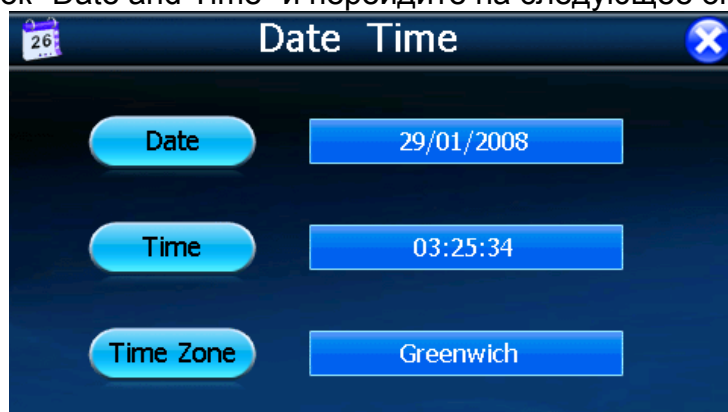 "Date and Time" и перейдите на следующее
26
Date Time
Date
29/01/2008
Time
03:25:34
Time Zone
Greenwich